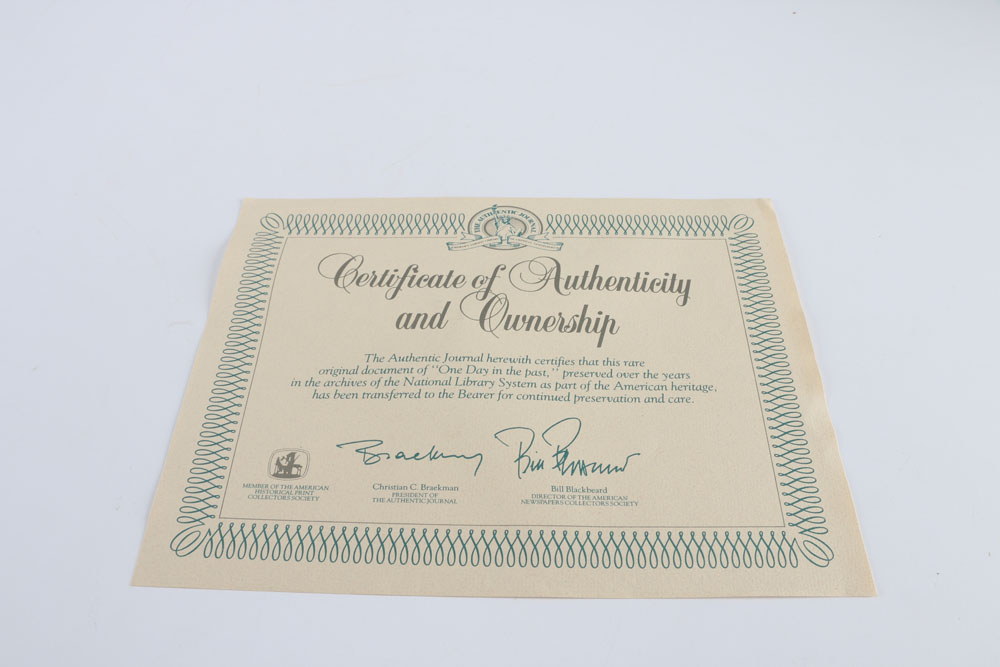 THE AUTHENTIC JOURNAL
Certificate of Authenticity
and Ownership
The Authentic Journal herewith certifies that this rare
original document of "One Day in the past," preserved over the years
in the archives of the National Library System as part of the American heritage,
has been transferred to the Bearer for continued preservation and care.
Braekman
Bill Blackbeard
MEMBER OF THE AMERICAN
HISTORICAL PRINT
COLLECTORS SOCIETY
Christian C. Braekman
PRESIDENT OF
THE AUTHENTIC JOURNAL
Bill Blackbeard
DIRECTOR OF THE AMERICAN
NEWSPAPERS COLLECTORS SOCIETY